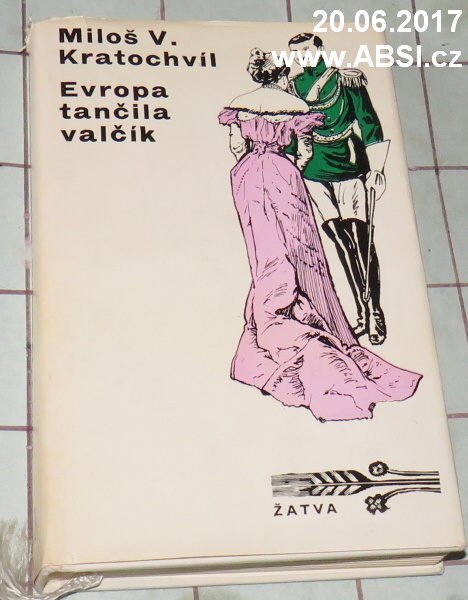 20.06.2017
www.ABSI.cz
Miloš V.
Kratochvíl
Evropa
tančila
valčík
ŽATVA